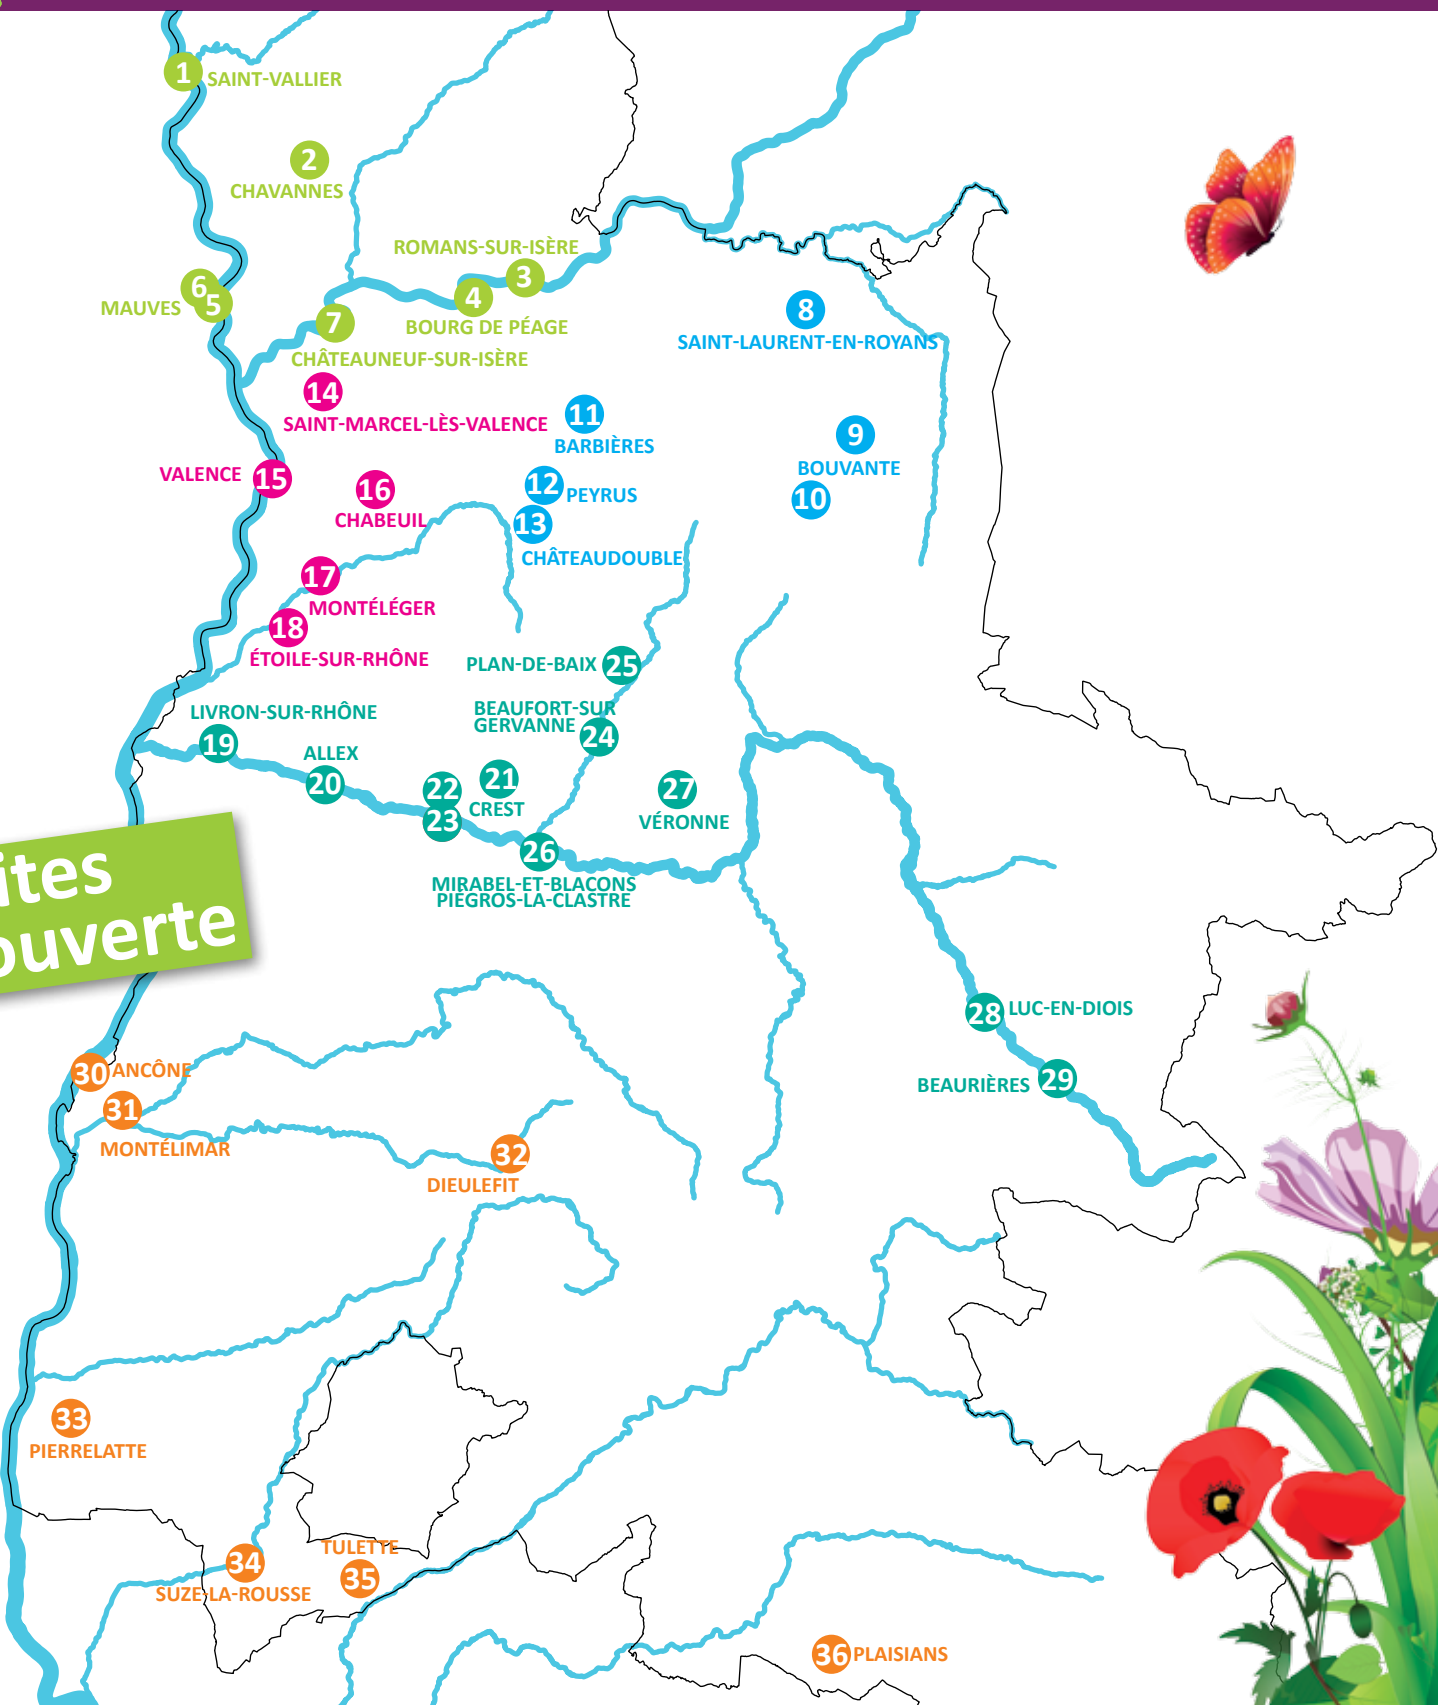 1 SAINT-VALLIER
2
CHAVANNES
ROMANS-SUR-ISÈRE
3
6
MAUVES 5
4
BOURG DE PÉAGE
7
CHÂTEAUNEUF-SUR-ISÈRE
8
SAINT-LAURENT-EN-ROYANS
14
SAINT-MARCEL-LÈS-VALENCE
11
BARBIÈRES
9
BOUVANTE
10
VALENCE 15
16
CHABEUIL
12 PEYRUS
13
CHÂTEAUDOUBLE
17
MONTÉLÉGER
18
ÉTOILE-SUR-RHÔNE
PLAN-DE-BAIX 25
BEAUFORT-SUR
GERVANNE 24
LIVRON-SUR-RHÔNE
19
ALLEX
20
22
23
21
CREST
27
VÉRONNE
26
MIRABEL-ET-BLACONS
PIEGROS-LA-CLASTRE
ites
ouverte
28 LUC-EN-DIOIS
BEAURIÈRES 29
30 ANCÔNE
31
MONTÉLIMAR
32
DIEULEFIT
33
PIERRELATTE
34
SUZE-LA-ROUSSE
TULETTE
35
36 PLAISIANS